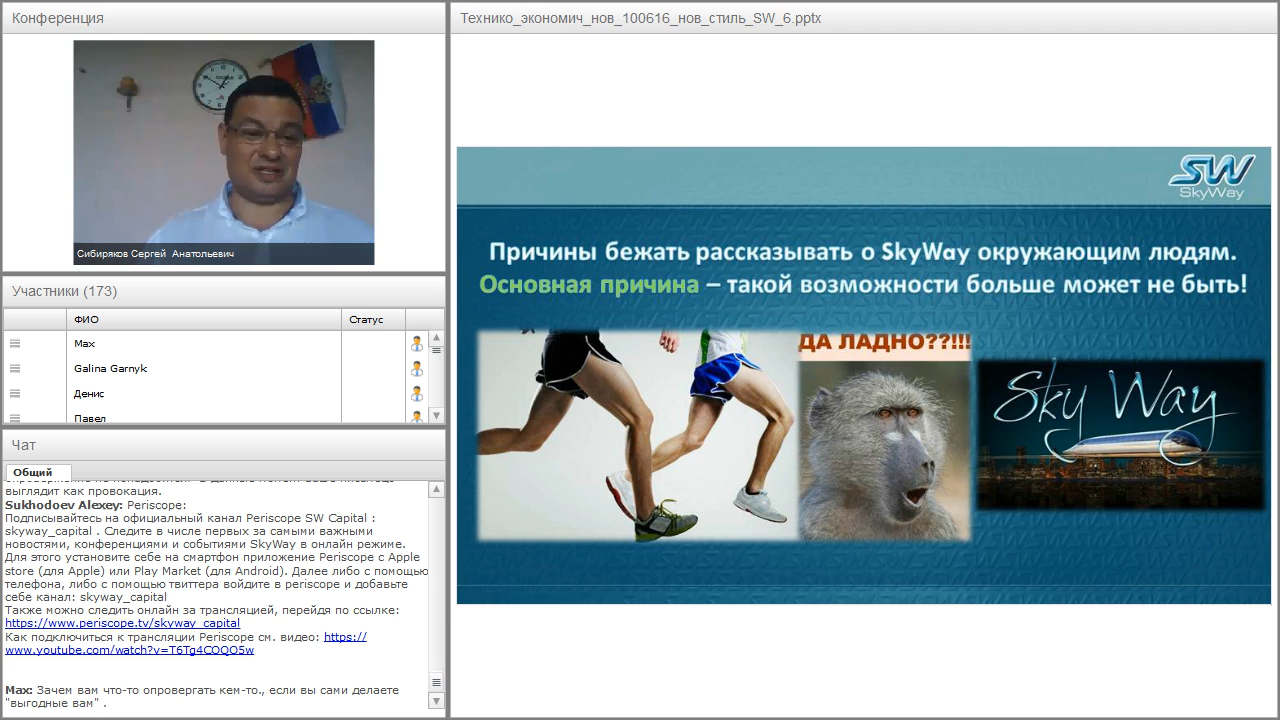 Конференция
Сибиряков Сергей Анатольевич
Участники (173)
ФИО
Статус
Max
Galina Garnyk
Денис
Павел
Чат
Общий
выглядит как провокация.
Sukhodoev Alexey: Periscope:
Подписывайтесь на официальный канал Periscope SW Capital :
skyway_capital . Следите в числе первых за самыми важными
новостями, конференциями и событиями SkyWay в онлайн режиме.
Для этого установите себе на смартфон приложение Periscope с Apple
store (для Apple) или Play Market (для Android). Далее либо с помощью
телефона, либо с помощью твиттера войдите в periscope и добавьте
себе канал: skyway_capital
Также можно следить онлайн за трансляцией, перейдя по ссылке:
https://www.periscope.tv/skyway_capital
Как подключиться к трансляции Periscope см. видео: https://
www.youtube.com/watch?v=T6Tg4COQO5w
Max: Зачем вам что-то опровергать кем-то., если вы сами делаете
"выгодные вам" .
Технико_экономич_нов_100616_нов_стиль_SW_6.pptx
SW
SkyWay
Причины бежать рассказывать о SkyWay окружающим людям.
Основная причина – такой возможности больше может не быть!
ДА ЛАДНО??!!!
Sky Way